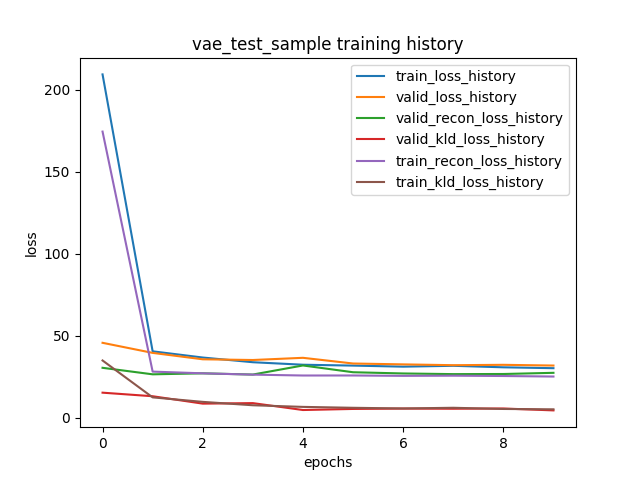 vae_test_sample training history
train_loss_history
valid_loss_history
valid_recon_loss_history
valid_kld_loss_history
train_recon_loss_history
train_kld_loss_history
200
150
100
50
0
loss
0 2 4 6 8
epochs